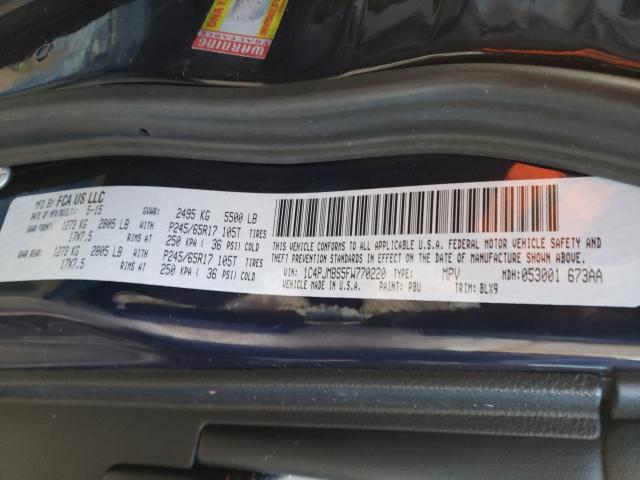 DNA TRA
WARNING
TRACTABLE
MFD BY FCA US LLC
DATE OF MFR/BUILT: 5-15 GVWR: 2495 KG 5500 LB
GAWR FRONT: 1273 KG 2805 LB WITH P245/65R17 105T TIRES
17X7.5 RIMS AT 250 KPA ( 36 PSI) COLD
GAWR REAR: 1273 KG 2805 LB WITH P245/65R17 105T TIRES
17X7.5 RIMS AT 250 KPA ( 36 PSI) COLD
THIS VEHICLE CONFORMS TO ALL APPLICABLE U.S.A. FEDERAL MOTOR VEHICLE SAFETY AND
THEFT PREVENTION STANDARDS IN EFFECT ON THE DATE OF MANUFACTURE SHOWN ABOVE.
VIN: 1C4PJMBS5FW770220 TYPE: MPV MDH: 053001 673AA
VEHICLE MADE IN U.S.A. PAINT: PBU TRIM: BLX9